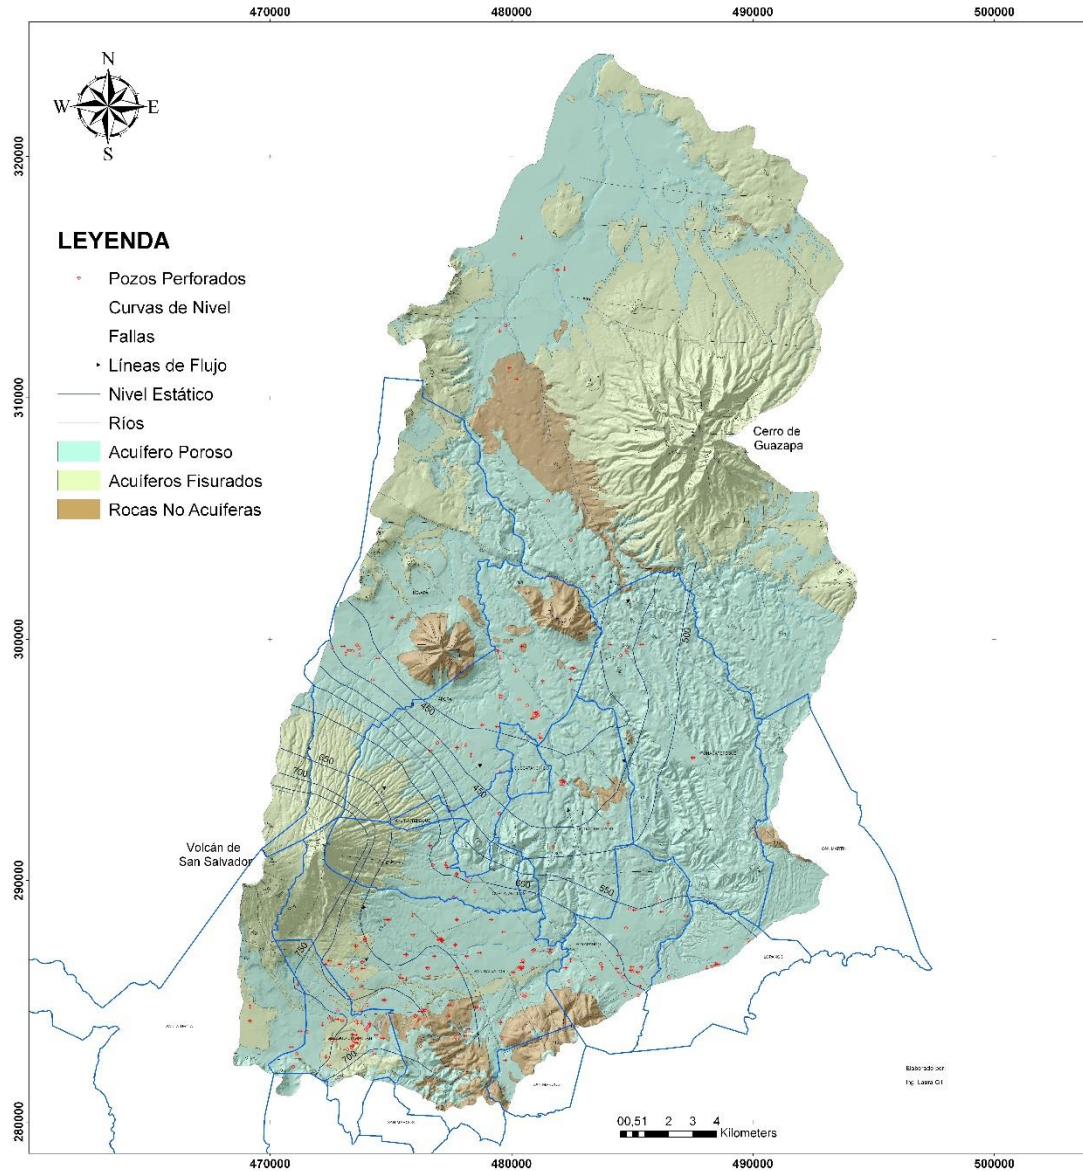 470000 480000 490000 500000
N
W E
S
320000
310000
300000
290000
280000
LEYENDA
Pozos Perforados
Curvas de Nivel
Fallas
Líneas de Flujo
Nivel Estático
Ríos
Acuífero Poroso
Acuíferos Fisurados
Rocas No Acuíferas
Cerro de
Guazapa
500
450
650
700
450
Volcán de
San Salvador
600
550
750
700
Elaborado por:
Ing. Laura Gil
00,51 2 3 4
Kilometers
470000 480000 490000 500000